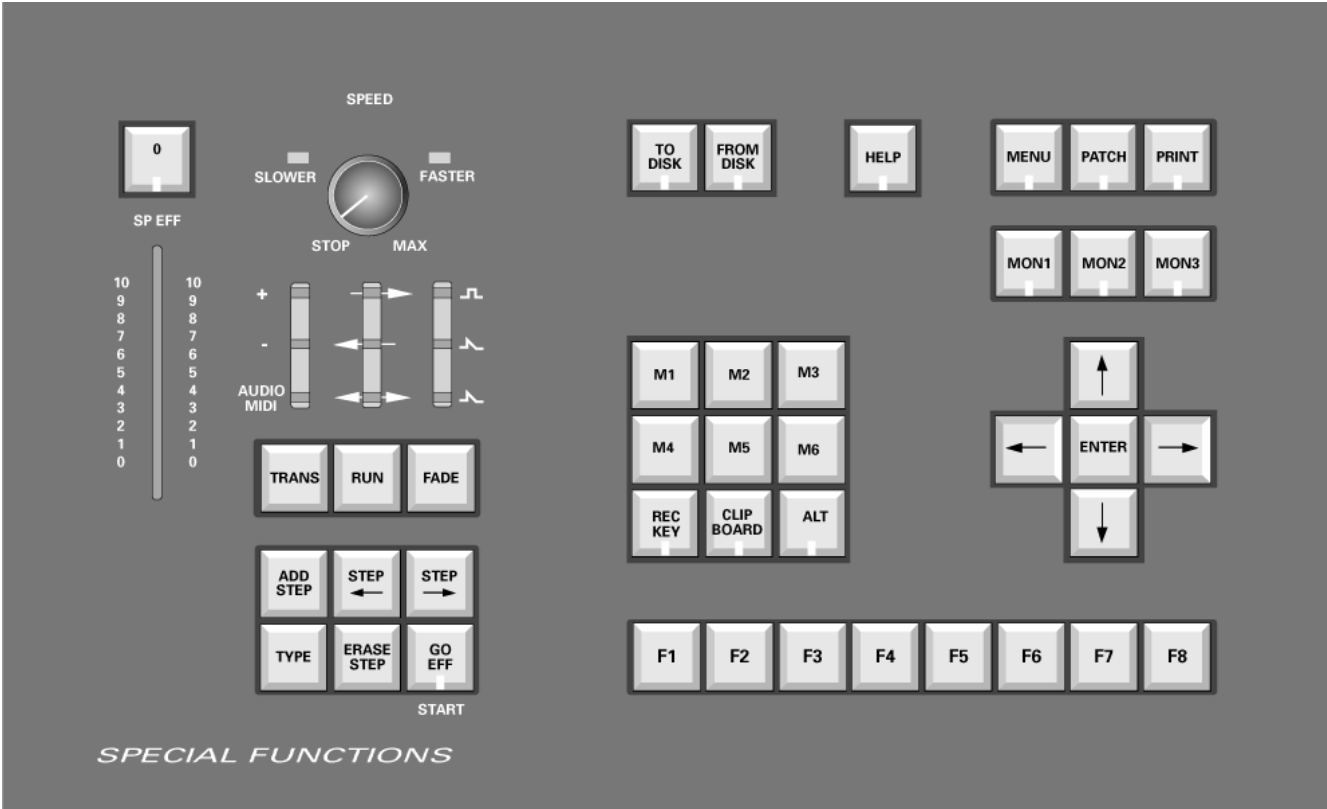 SPEED
0
SLOWER
FASTER
SP EFF
STOP
MAX
10 10
9 9
8 8
7 7
6 6
5 5
4 4
3 3
2 2
1 1
0 0
+
-
AUDIO
MIDI
TRANS RUN FADE
ADD
STEP
STEP
STEP
TYPE
ERASE
STEP
GO
EFF
START
SPECIAL FUNCTIONS
TO
DISK
FROM
DISK
HELP
MENU PATCH PRINT
MON1 MON2 MON3
M1 M2 M3
M4 M5 M6
REC
KEY
CLIP
BOARD
ALT
ENTER
F1 F2 F3 F4 F5 F6 F7 F8